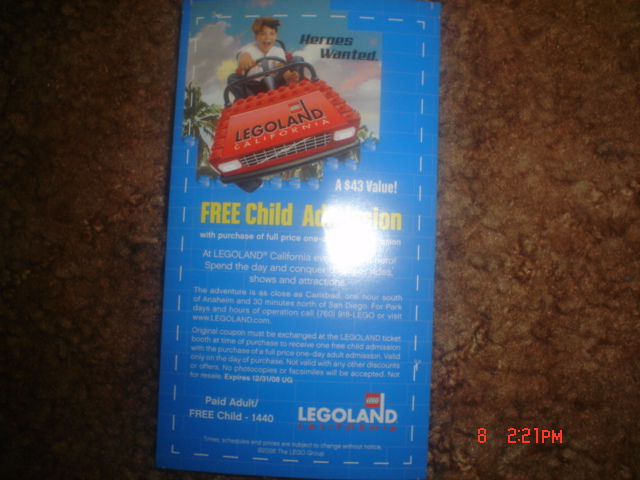 Heroes
Wanted.
LEGO
LEGOLAND
CALIFORNIA
A $43 Value!
FREE Child
with purchase of full price
At LEGOLAND® California
Spend the day and conquer
shows and attractions
The adventure is as close as Carlsbad, one hour south
of Anaheim and 30 minutes north of San Diego. For Park
days and hours of operation call (760) 918-LEGO or visit
www.LEGOLAND.com.
Original coupon must be exchanged at the LEGOLAND ticket
booth at time of purchase to receive one free child admission
with the purchase of a full price one-day adult admission. Valid
only on the day of purchase. Not valid with any other discounts
or offers. No photocopies or facsimiles will be accepted. Not
for resale. Expires 12/31/08 UG
Paid Adult/
FREE Child - 1440
LEGO
LEGOLAND
CALIFORNIA
Times, schedules and prices are subject to change without notice.
The LEGO Group
8 2:21PM